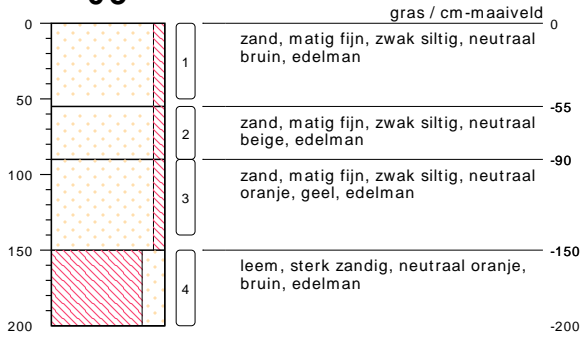 gras / cm-maaiveld
0
0
zand, matig fijn, zwak siltig, neutraal
bruin, edelman
1
50
-55
zand, matig fijn, zwak siltig, neutraal
beige, edelman
2
-90
100
zand, matig fijn, zwak siltig, neutraal
oranje, geel, edelman
3
150
-150
leem, sterk zandig, neutraal oranje,
bruin, edelman
4
200
-200